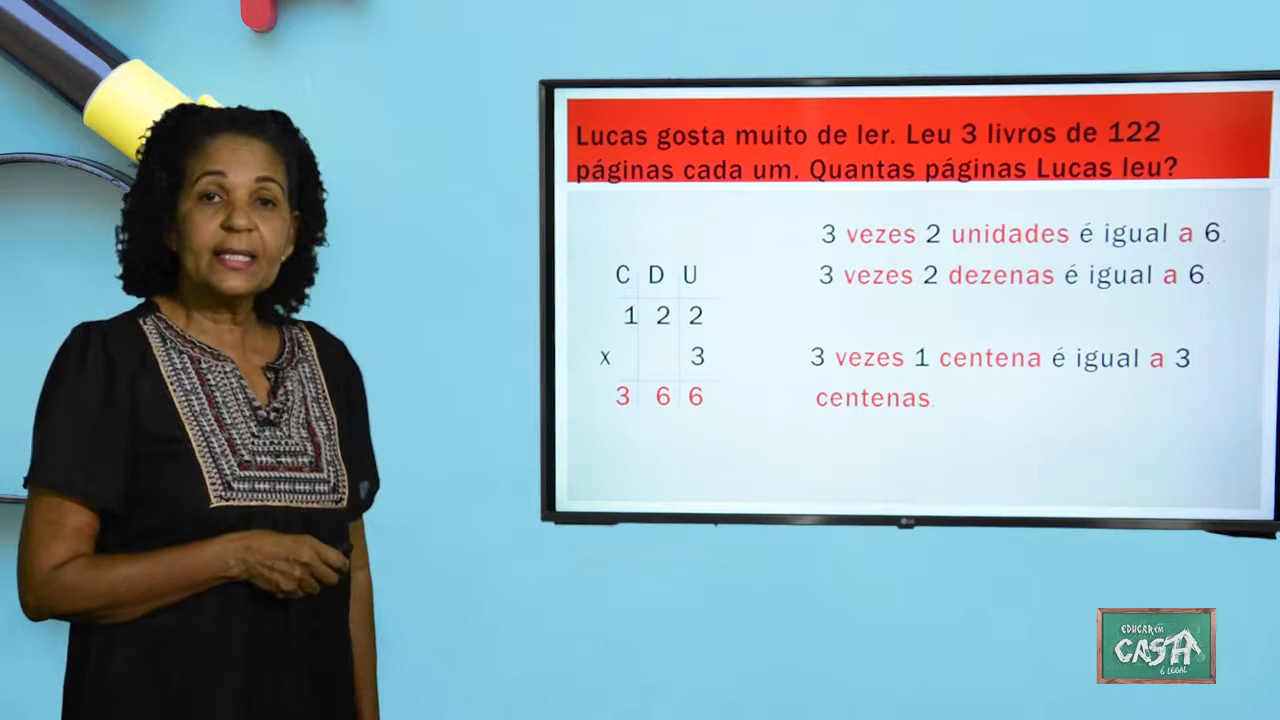 Lucas gosta muito de ler. Leu 3 livros de 122
páginas cada um. Quantas páginas Lucas leu?
3 vezes 2 unidades é igual a 6.
3 vezes 2 dezenas é igual a 6.
3 vezes 1 centena é igual a 3
centenas.
C D U
1 2 2
x 3
3 6 6
LG
EDUCAR EM
CASA
É LEGAL